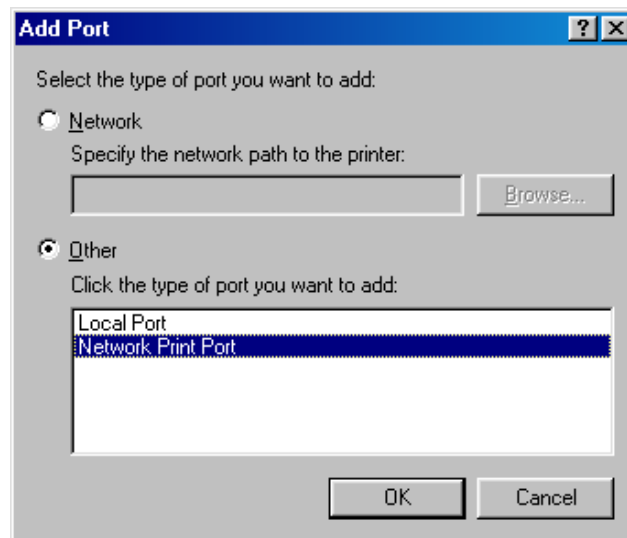 Add Port
Select the type of port you want to add:
Network
Specify the network path to the printer:
Browse...
Other
Click the type of port you want to add:
Local Port
Network Print Port
OK Cancel